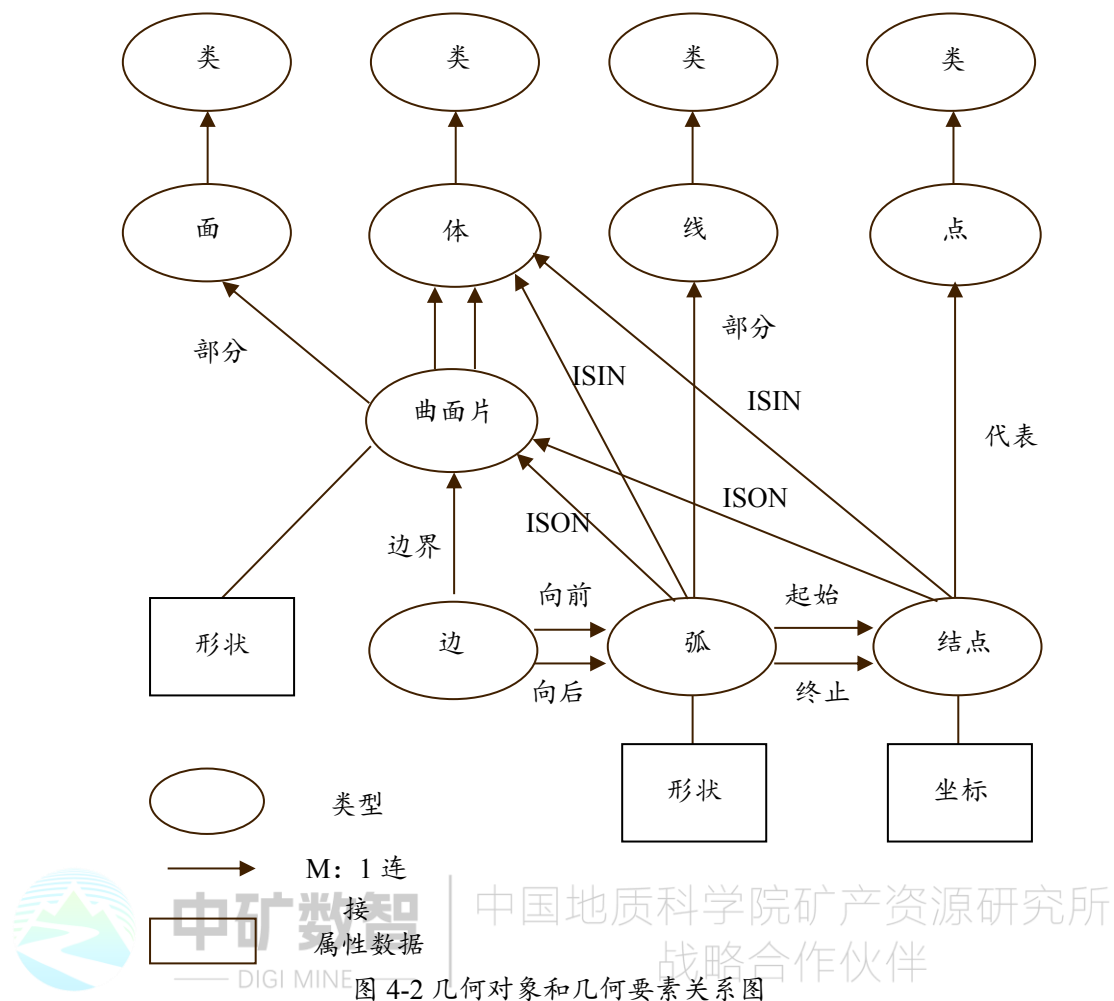 类
类
类
类
面
体
线
点
部分
部分
ISIN
ISIN
代表
曲面片
ISON
ISON
边界
向前
起始
形状
边
弧
结点
向后
终止
形状
坐标
类型
M：1 连
接
属性数据
中矿数智
DIGI MINE
中国地质科学院矿产资源研究所
战略合作伙伴
图 4-2 几何对象和几何要素关系图